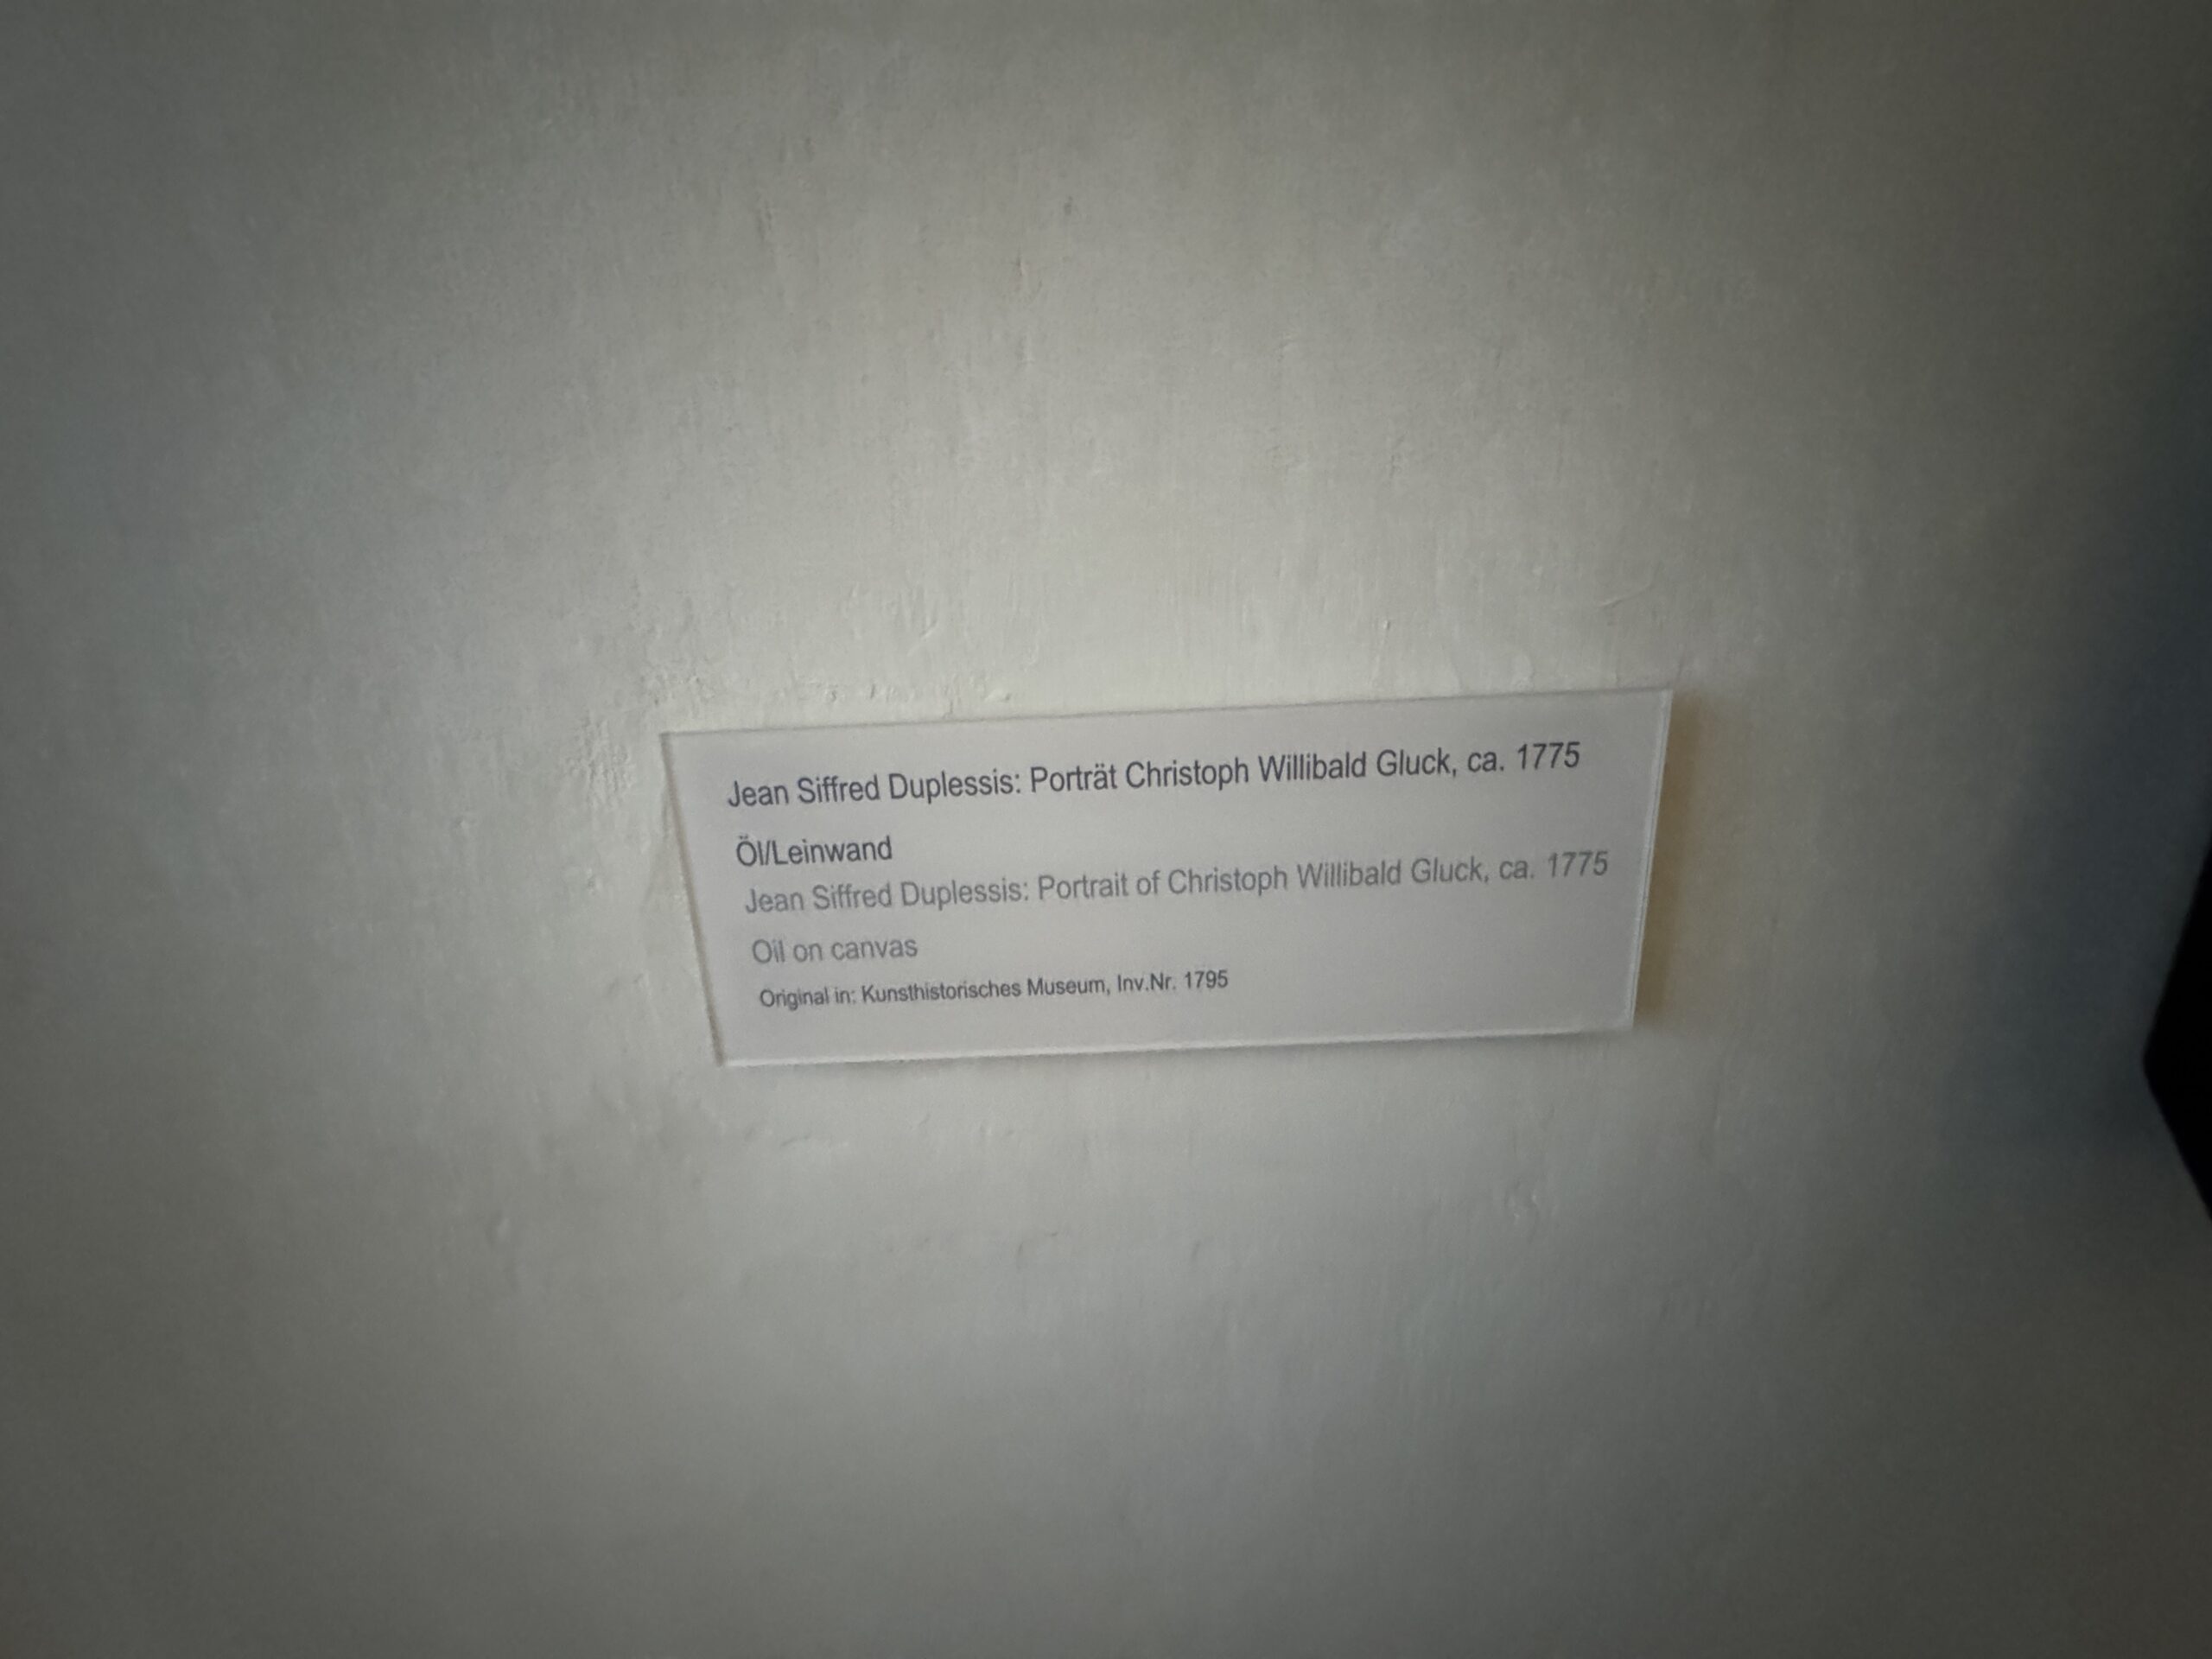 Jean Siffred Duplessis: Porträt Christoph Willibald Gluck, ca. 1775
Öl/Leinwand
Jean Siffred Duplessis: Portrait of Christoph Willibald Gluck, ca. 1775
Oil on canvas
Original in: Kunsthistorisches Museum, Inv.Nr. 1795